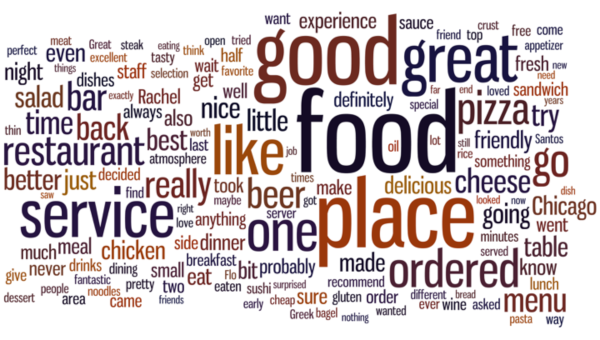 want experience sauce
meat Great steak eating open tried half friend top crust free come
perfect even excellent tasty think good great appetizer
night things dishes staff selection wait favorite fresh new
get well definitely far end loved need sandwich
salad bar exactly Rachel special years
always nice little food pizza try
thin time back also
restaurant best last worth like oil lot still friendly Santos
atmosphere job rice something go
better just decided really times delicious cheese dish
saw find took beer got make looked now Chicago
service right maybe one place going went
love anything server minutes
much meal chicken side dinner made ordered served table
never drinks dining breakfast bit probably know
give fantastic small eat Flo recommend lunch
dessert people noodles pretty two eaten sushi surprised sure gluten order different bread menu
area came friends early cheap ever wine asked
Greek bagel nothing wanted pasta way